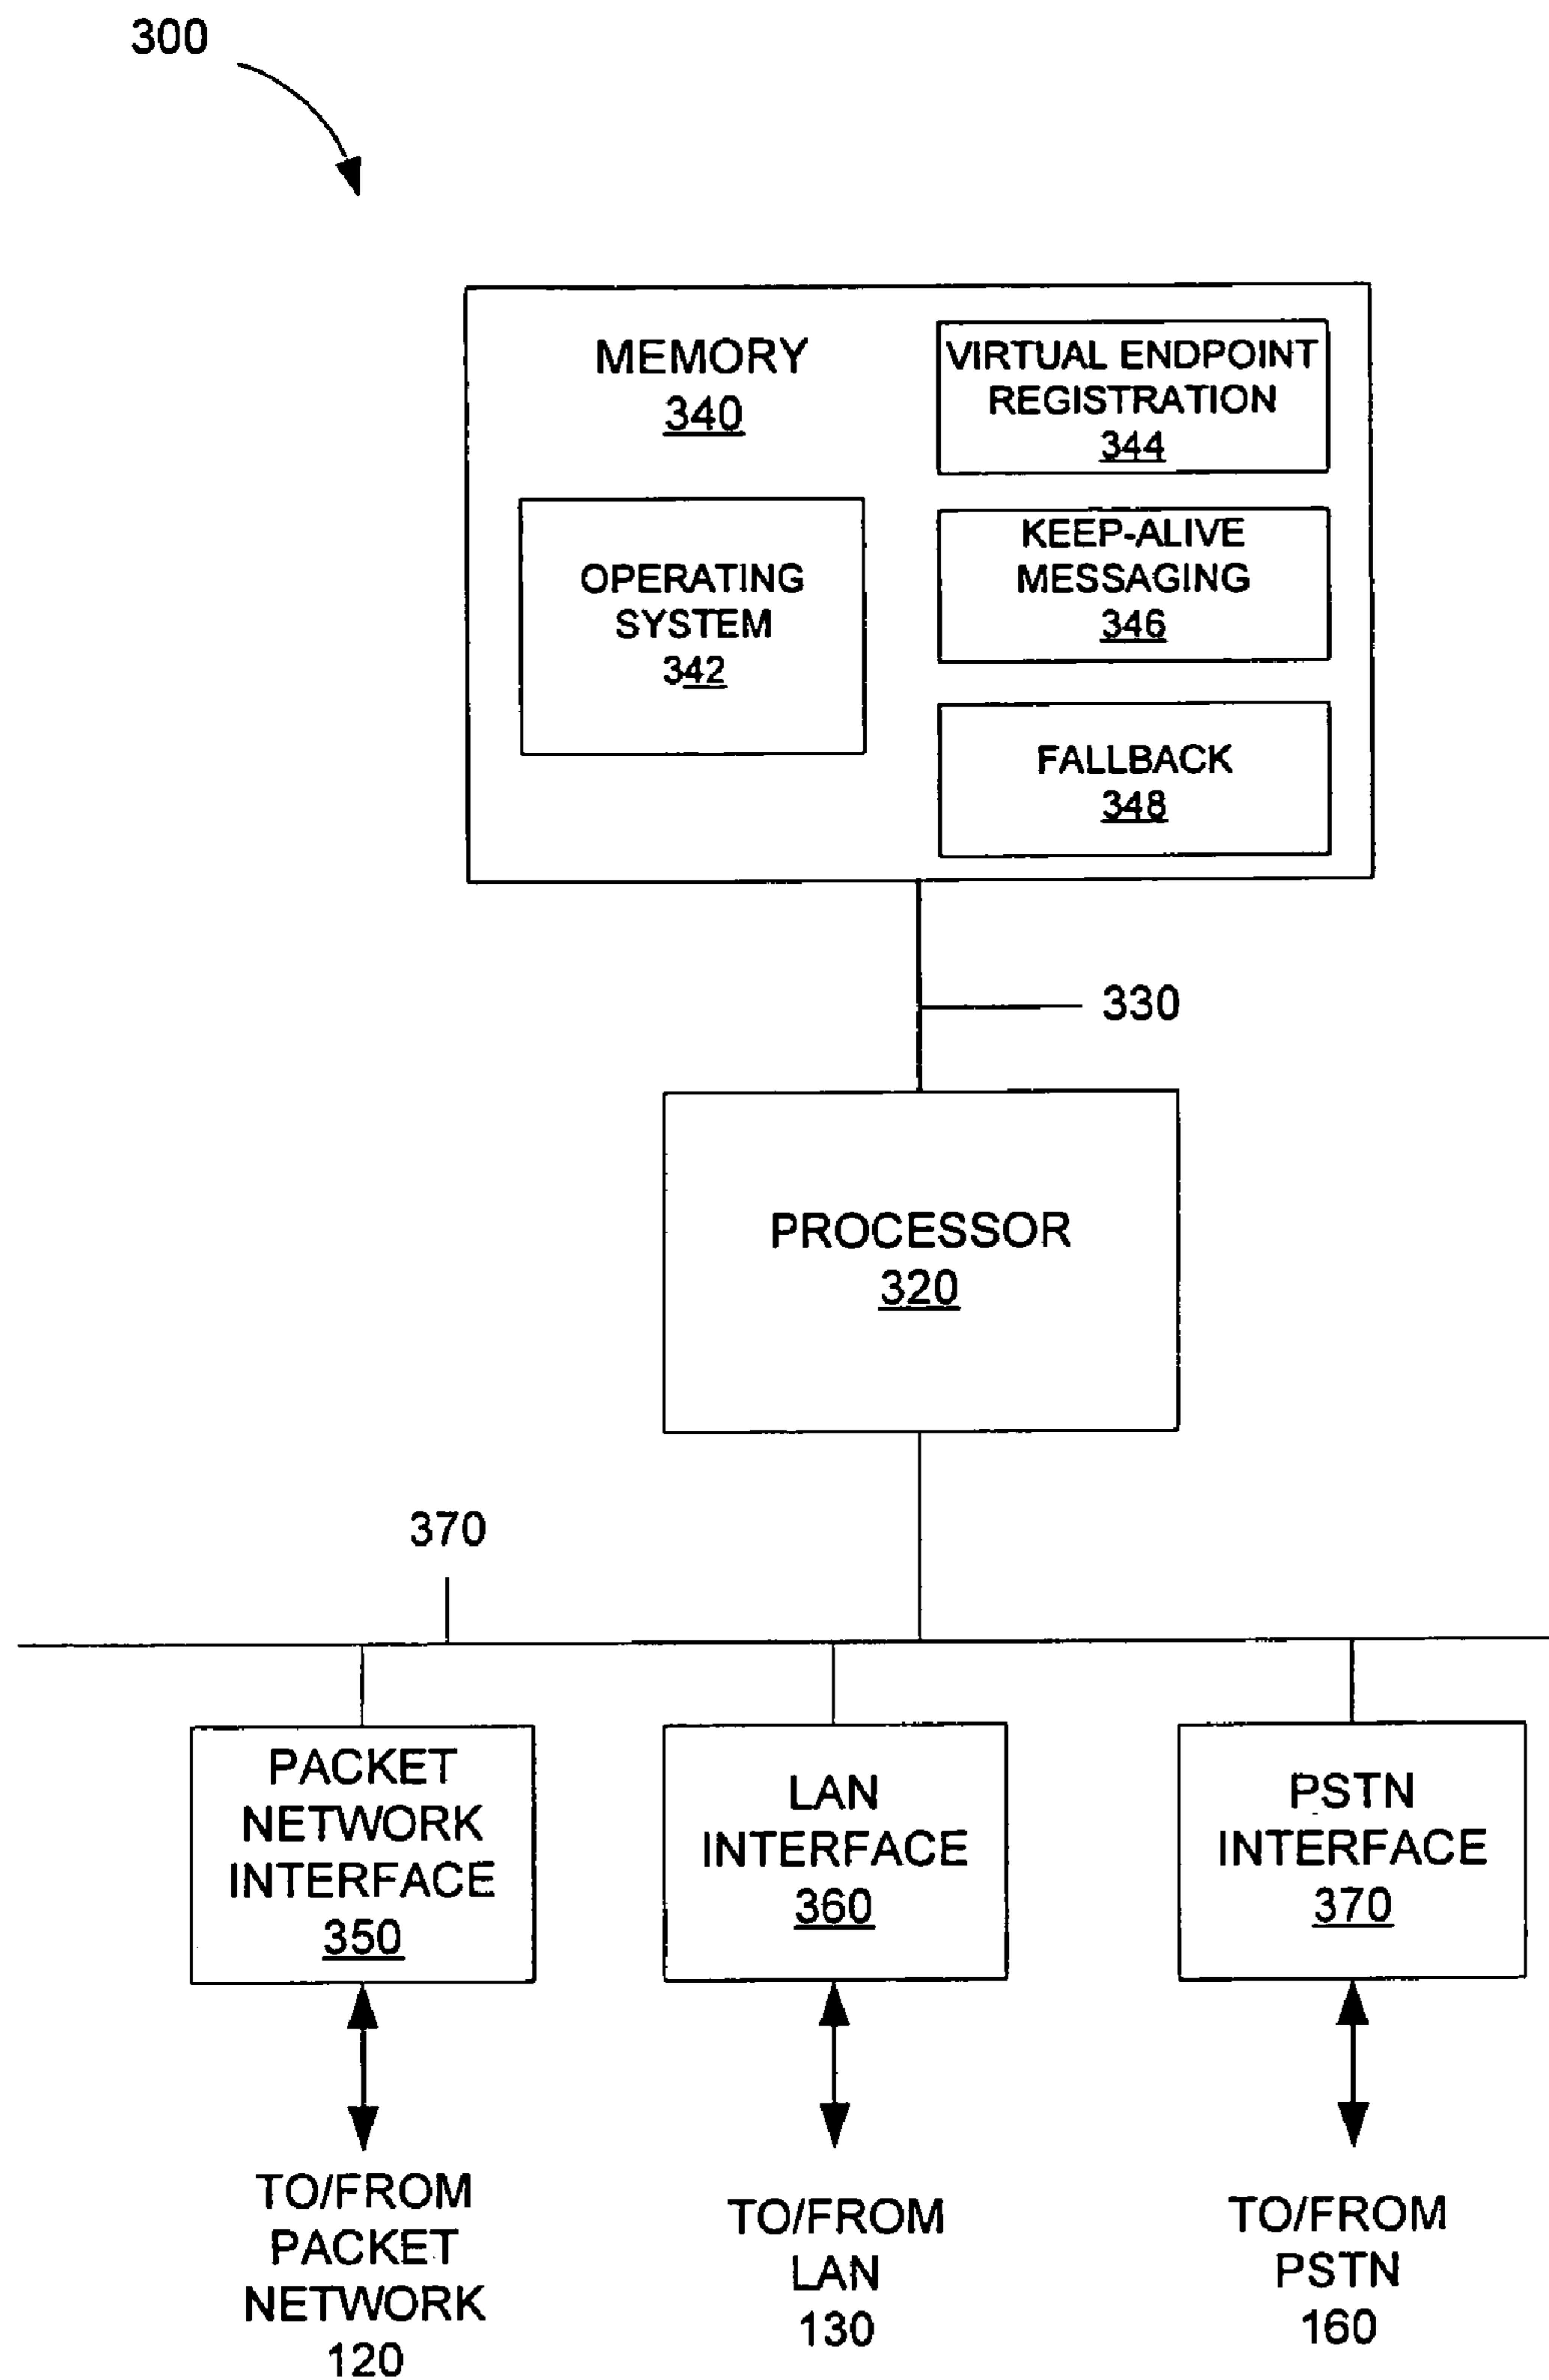 300
MEMORY
340
VIRTUAL ENDPOINT
REGISTRATION
344
OPERATING
SYSTEM
342
KEEP-ALIVE
MESSAGING
346
FALLBACK
348
330
PROCESSOR
320
370
PACKET
NETWORK
INTERFACE
350
LAN
INTERFACE
360
PSTN
INTERFACE
370
TO/FROM
PACKET
NETWORK
120
TO/FROM
LAN
130
TO/FROM
PSTN
160